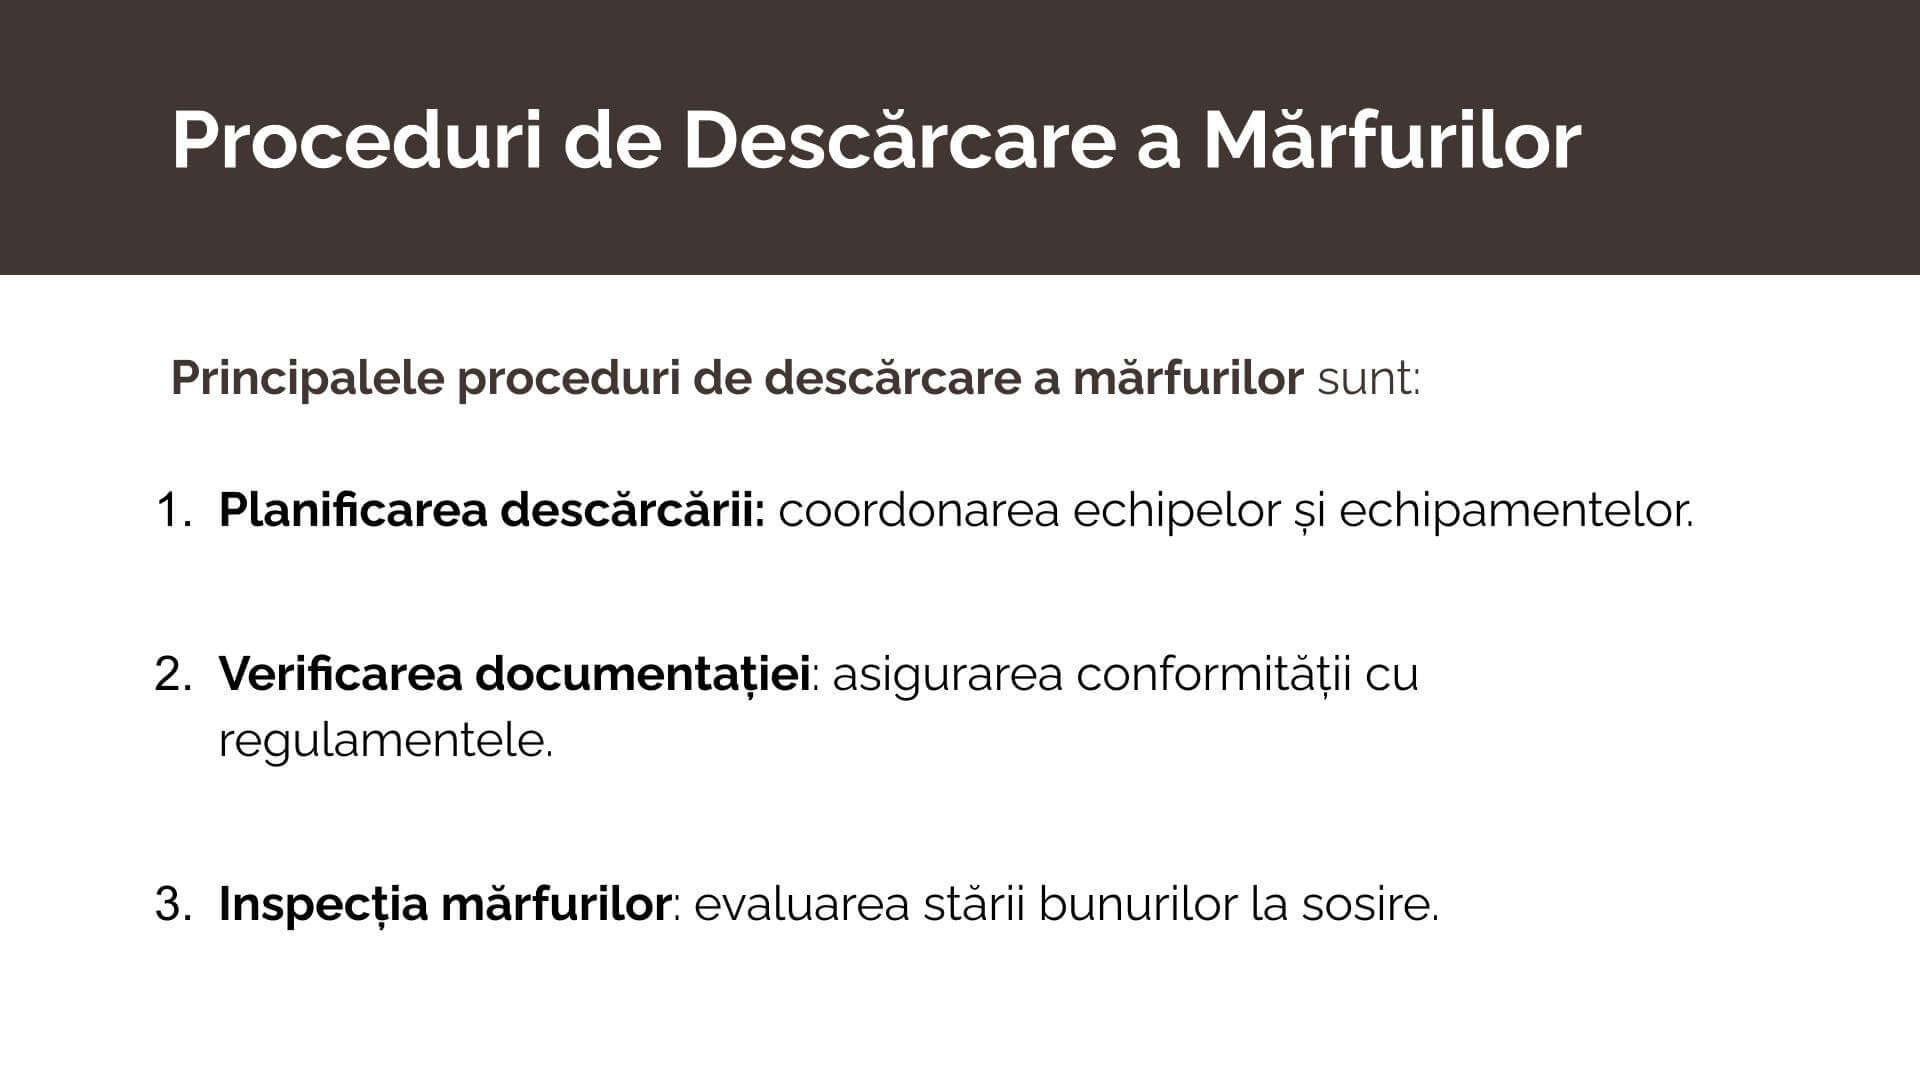 Proceduri de Descărcare a Mărfurilor
Principalele proceduri de descărcare a mărfurilor sunt:
1. Planificarea descărcării: coordonarea echipelor și echipamentelor.
2. Verificarea documentației: asigurarea conformității cu
regulamentele.
3. Inspecția mărfurilor: evaluarea stării bunurilor la sosire.